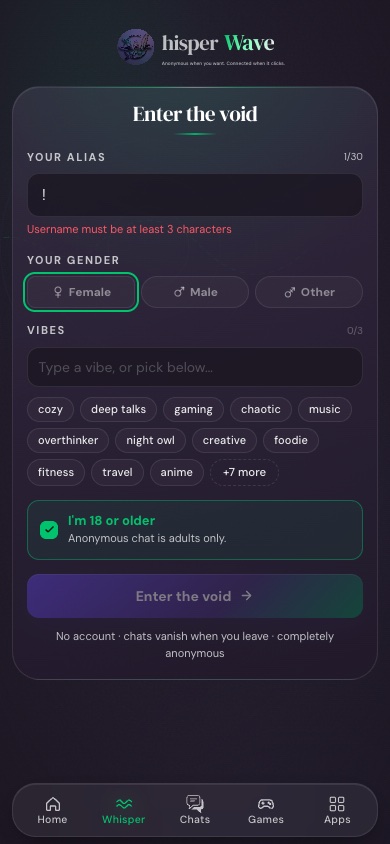 hisper Wave
Anonymous when you want. Connected when it clicks.
Enter the void
YOUR ALIAS 1/30
!
Username must be at least 3 characters
YOUR GENDER
♀ Female ♂ Male ⚦ Other
VIBES 0/3
Type a vibe, or pick below...
cozy deep talks gaming chaotic music
overthinker night owl creative foodie
fitness travel anime +7 more
I'm 18 or older
Anonymous chat is adults only.
Enter the void →
No account · chats vanish when you leave · completely
anonymous
Home Whisper Chats Games Apps